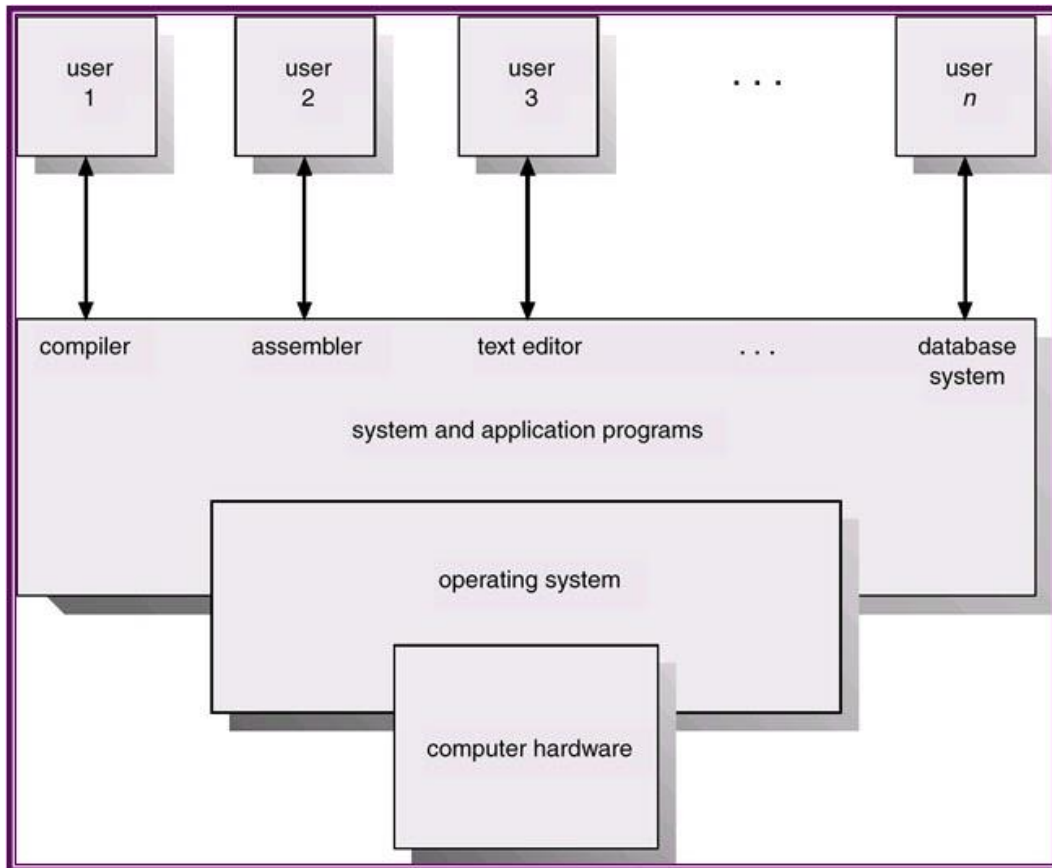 user
1
user
2
user
3
. . .
user
n
compiler
assembler
text editor
. . .
database
system
system and application programs
operating system
computer hardware